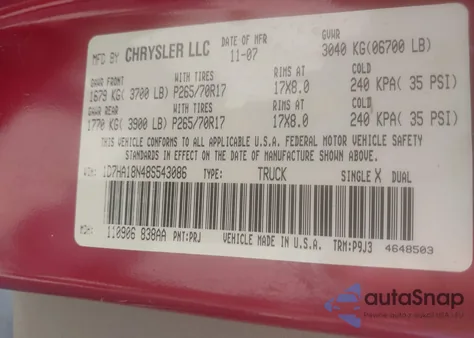 MFD BY CHRYSLER LLC DATE OF MFR 11-07 GVWR 3040 KG(06700 LB)
GAWR FRONT WITH TIRES RIMS AT COLD
1679 KG( 3700 LB) P265/70R17 17X8.0 240 KPA( 35 PSI)
GAWR REAR WITH TIRES RIMS AT COLD
1770 KG( 3900 LB) P265/70R17 17X8.0 240 KPA( 35 PSI)
THIS VEHICLE CONFORMS TO ALL APPLICABLE U.S.A. FEDERAL MOTOR VEHICLE SAFETY
STANDARDS IN EFFECT ON THE DATE OF MANUFACTURE SHOWN ABOVE.
VIN: 1D7HA18N48S543086 TYPE: TRUCK SINGLE X DUAL
MDH: 110906 838AA PNT:PRJ VEHICLE MADE IN U.S.A. TRM:P9J3 4648503
autoSnap